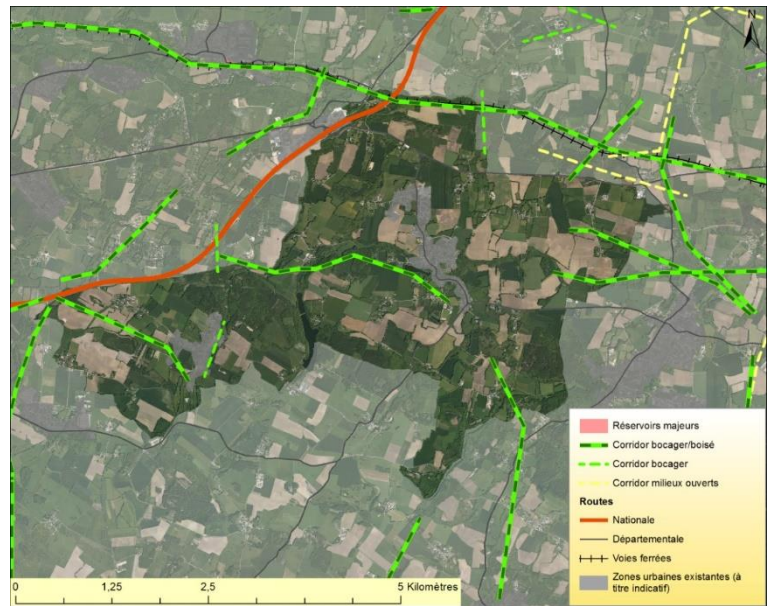 N
Réservoirs majeurs
Corridor bocager/boisé
Corridor bocager
Corridor milieux ouverts
Routes
Nationale
Départementale
Voies ferrées
Zones urbaines existantes (à
titre indicatif)
0 1,25 2,5 5 Kilomètres